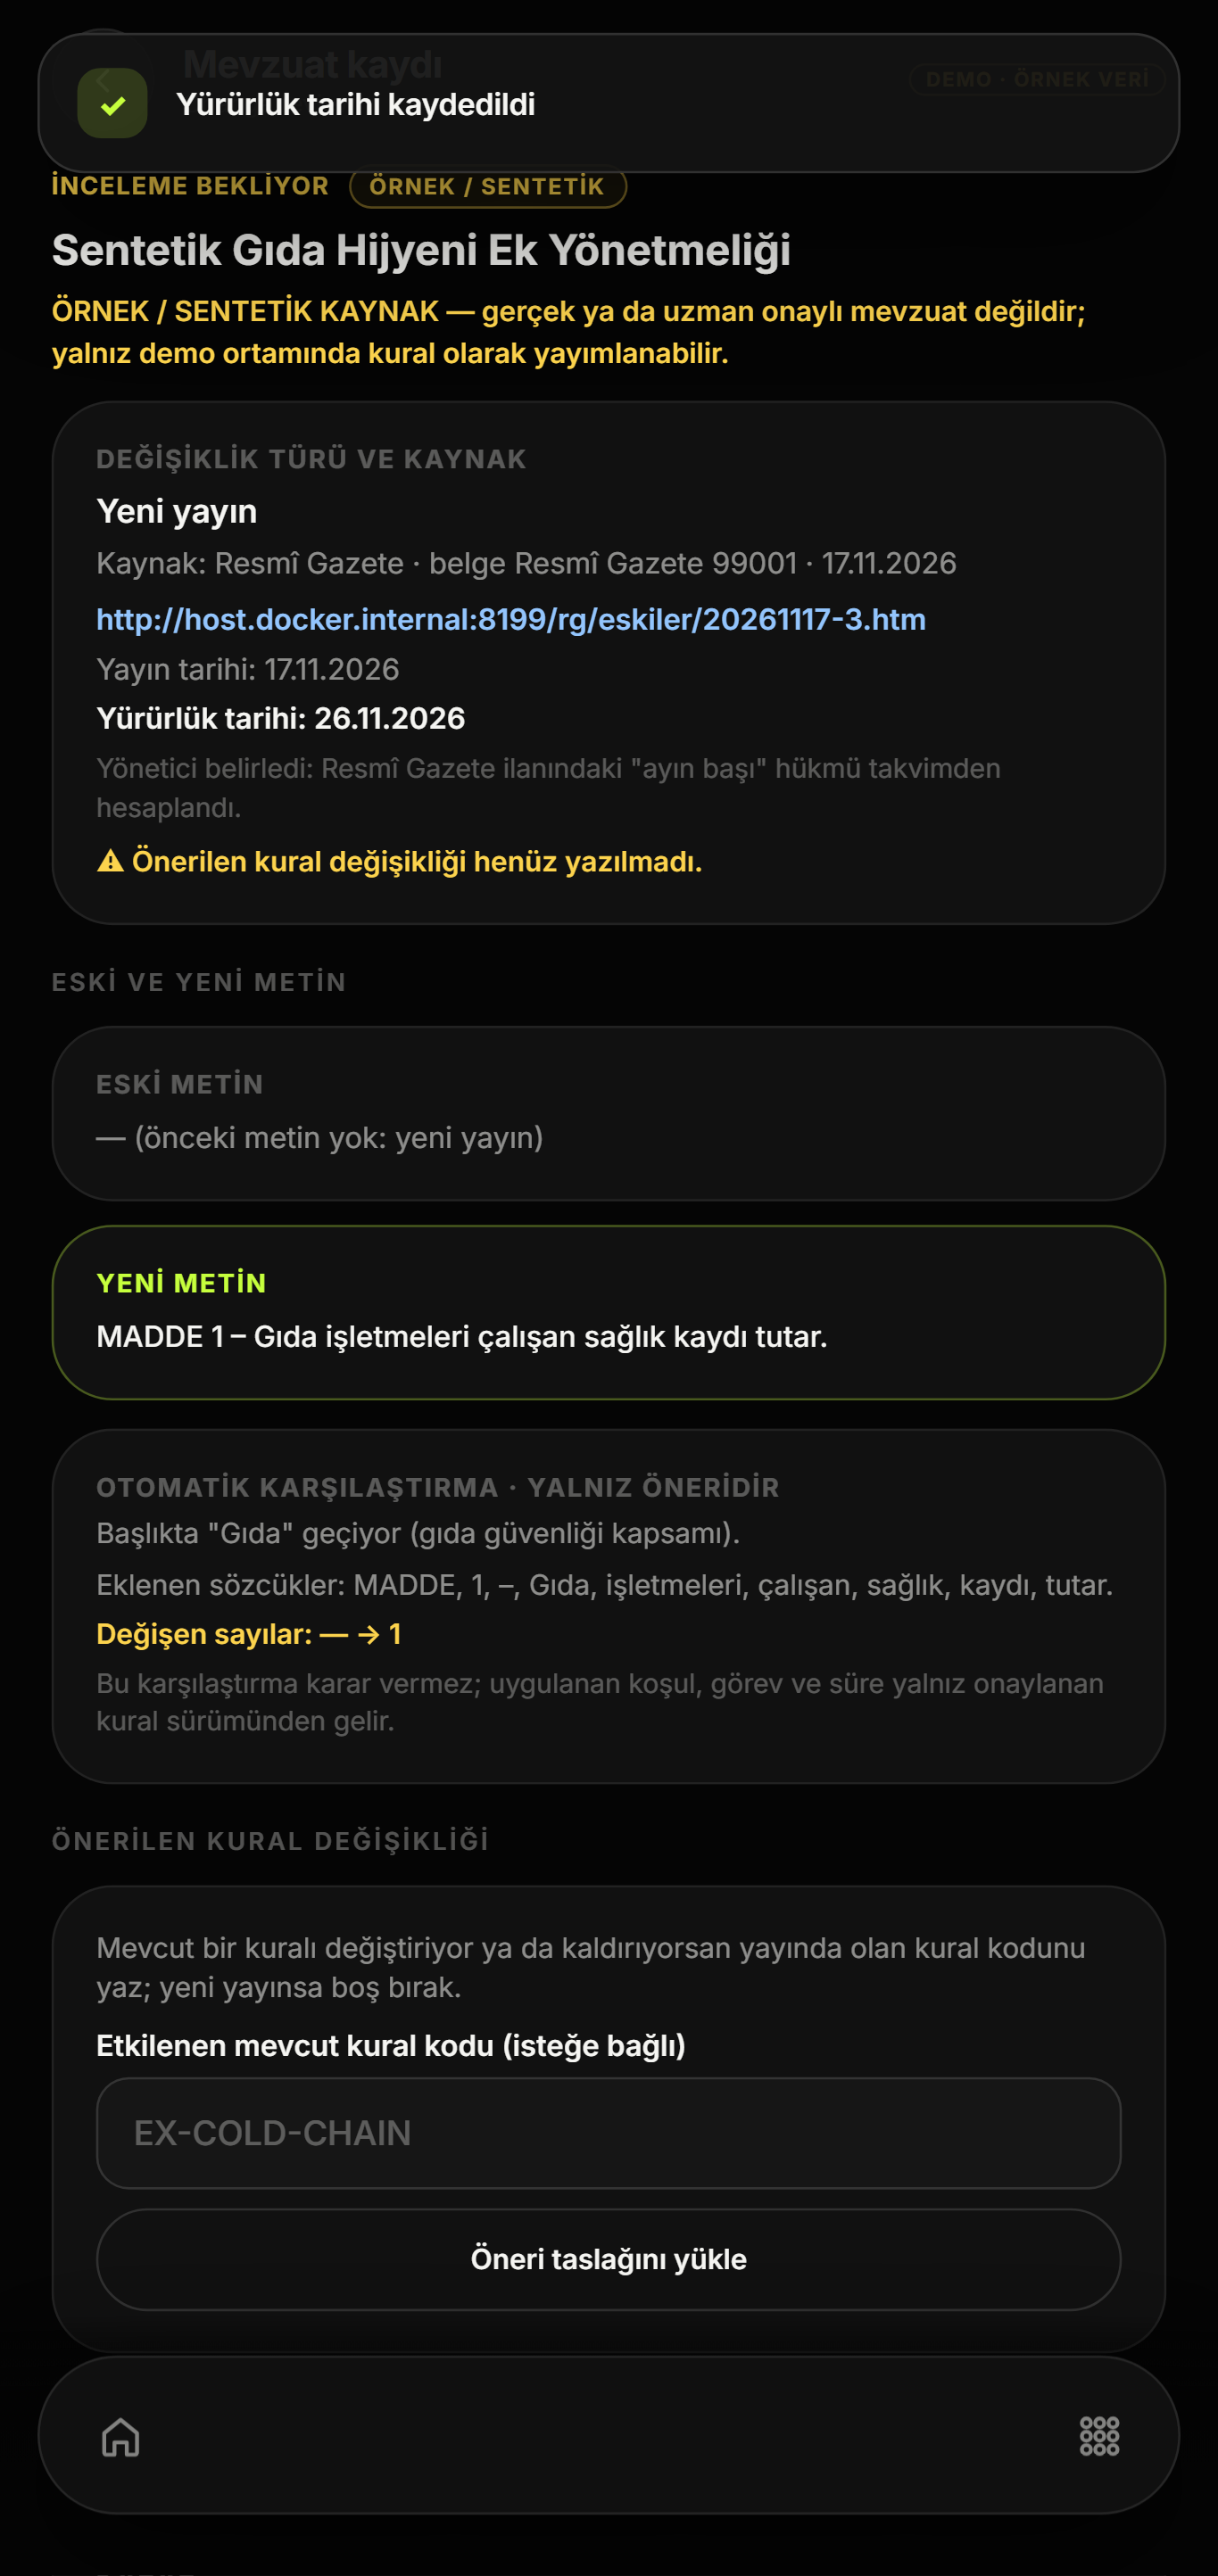 Mevzuat kaydı
DEMO · ÖRNEK VERİ
Yürürlük tarihi kaydedildi
İNCELEME BEKLİYOR
ÖRNEK / SENTETİK
Sentetik Gıda Hijyeni Ek Yönetmeliği
ÖRNEK / SENTETİK KAYNAK — gerçek ya da uzman onaylı mevzuat değildir;
yalnız demo ortamında kural olarak yayımlanabilir.
DEĞİŞİKLİK TÜRÜ VE KAYNAK
Yeni yayın
Kaynak: Resmî Gazete · belge Resmî Gazete 99001 · 17.11.2026
http://host.docker.internal:8199/rg/eskiler/20261117-3.htm
Yayın tarihi: 17.11.2026
Yürürlük tarihi: 26.11.2026
Yönetici belirledi: Resmî Gazete ilanındaki "ayın başı" hükmü takvimden
hesaplandı.
⚠ Önerilen kural değişikliği henüz yazılmadı.
ESKİ VE YENİ METİN
ESKİ METİN
— (önceki metin yok: yeni yayın)
YENİ METİN
MADDE 1 – Gıda işletmeleri çalışan sağlık kaydı tutar.
OTOMATİK KARŞILAŞTIRMA · YALNIZ ÖNERİDİR
Başlıkta "Gıda" geçiyor (gıda güvenliği kapsamı).
Eklenen sözcükler: MADDE, 1, –, Gıda, işletmeleri, çalışan, sağlık, kaydı, tutar.
Değişen sayılar: — → 1
Bu karşılaştırma karar vermez; uygulanan koşul, görev ve süre yalnız onaylanan
kural sürümünden gelir.
ÖNERİLEN KURAL DEĞİŞİKLİĞİ
Mevcut bir kuralı değiştiriyor ya da kaldırıyorsan yayında olan kural kodunu
yaz; yeni yayınsa boş bırak.
Etkilenen mevcut kural kodu (isteğe bağlı)
EX-COLD-CHAIN
Öneri taslağını yükle